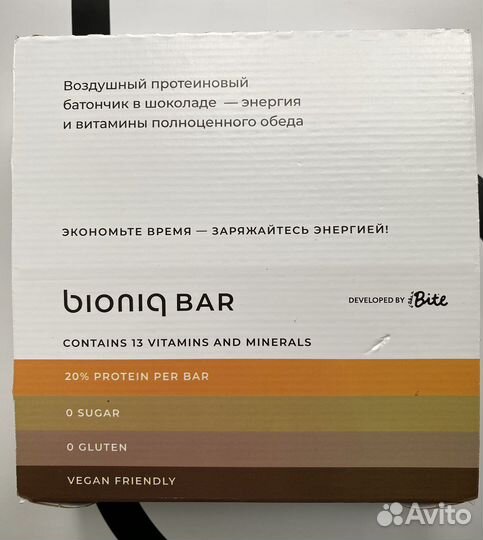 Воздушный протеиновый
батончик в шоколаде — энергия
и витамины полноценного обеда
ЭКОНОМЬТЕ ВРЕМЯ — ЗАРЯЖАЙТЕСЬ ЭНЕРГИЕЙ!
bioniq BAR
DEVELOPED BY Bite
CONTAINS 13 VITAMINS AND MINERALS
20% PROTEIN PER BAR
0 SUGAR
0 GLUTEN
VEGAN FRIENDLY
Avito